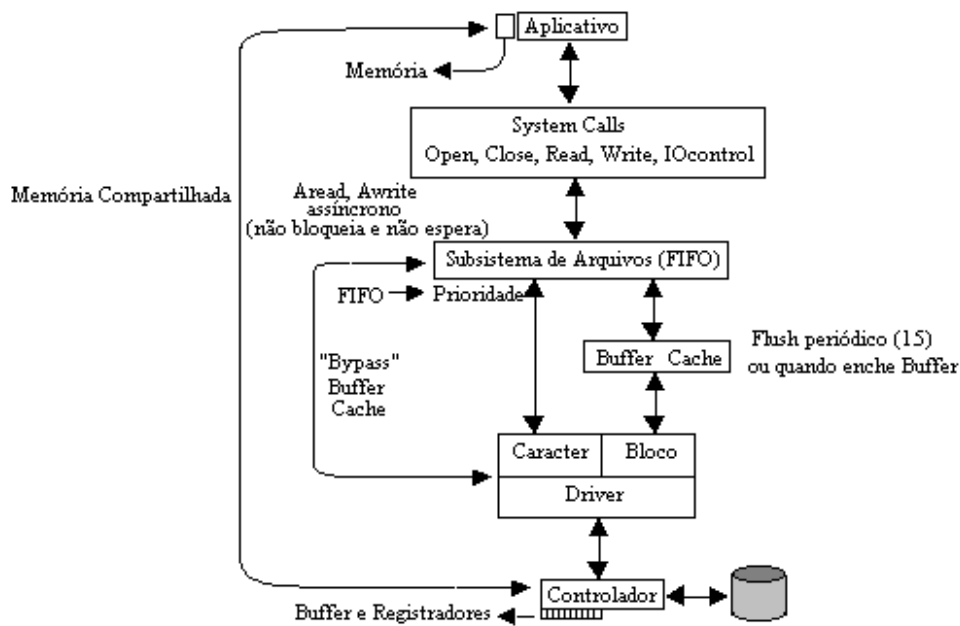 Aplicativo
Memória
System Calls
Open, Close, Read, Write, IOcontrol
Memória Compartilhada
Aread, Awrite
assíncrono
(não bloqueia e não espera)
Subsistema de Arquivos (FIFO)
FIFO
Prioridade
"Bypass"
Buffer
Cache
Buffer Cache
Flush periódico (15)
ou quando enche Buffer
Caracter
Bloco
Driver
Controlador
Buffer e Registradores